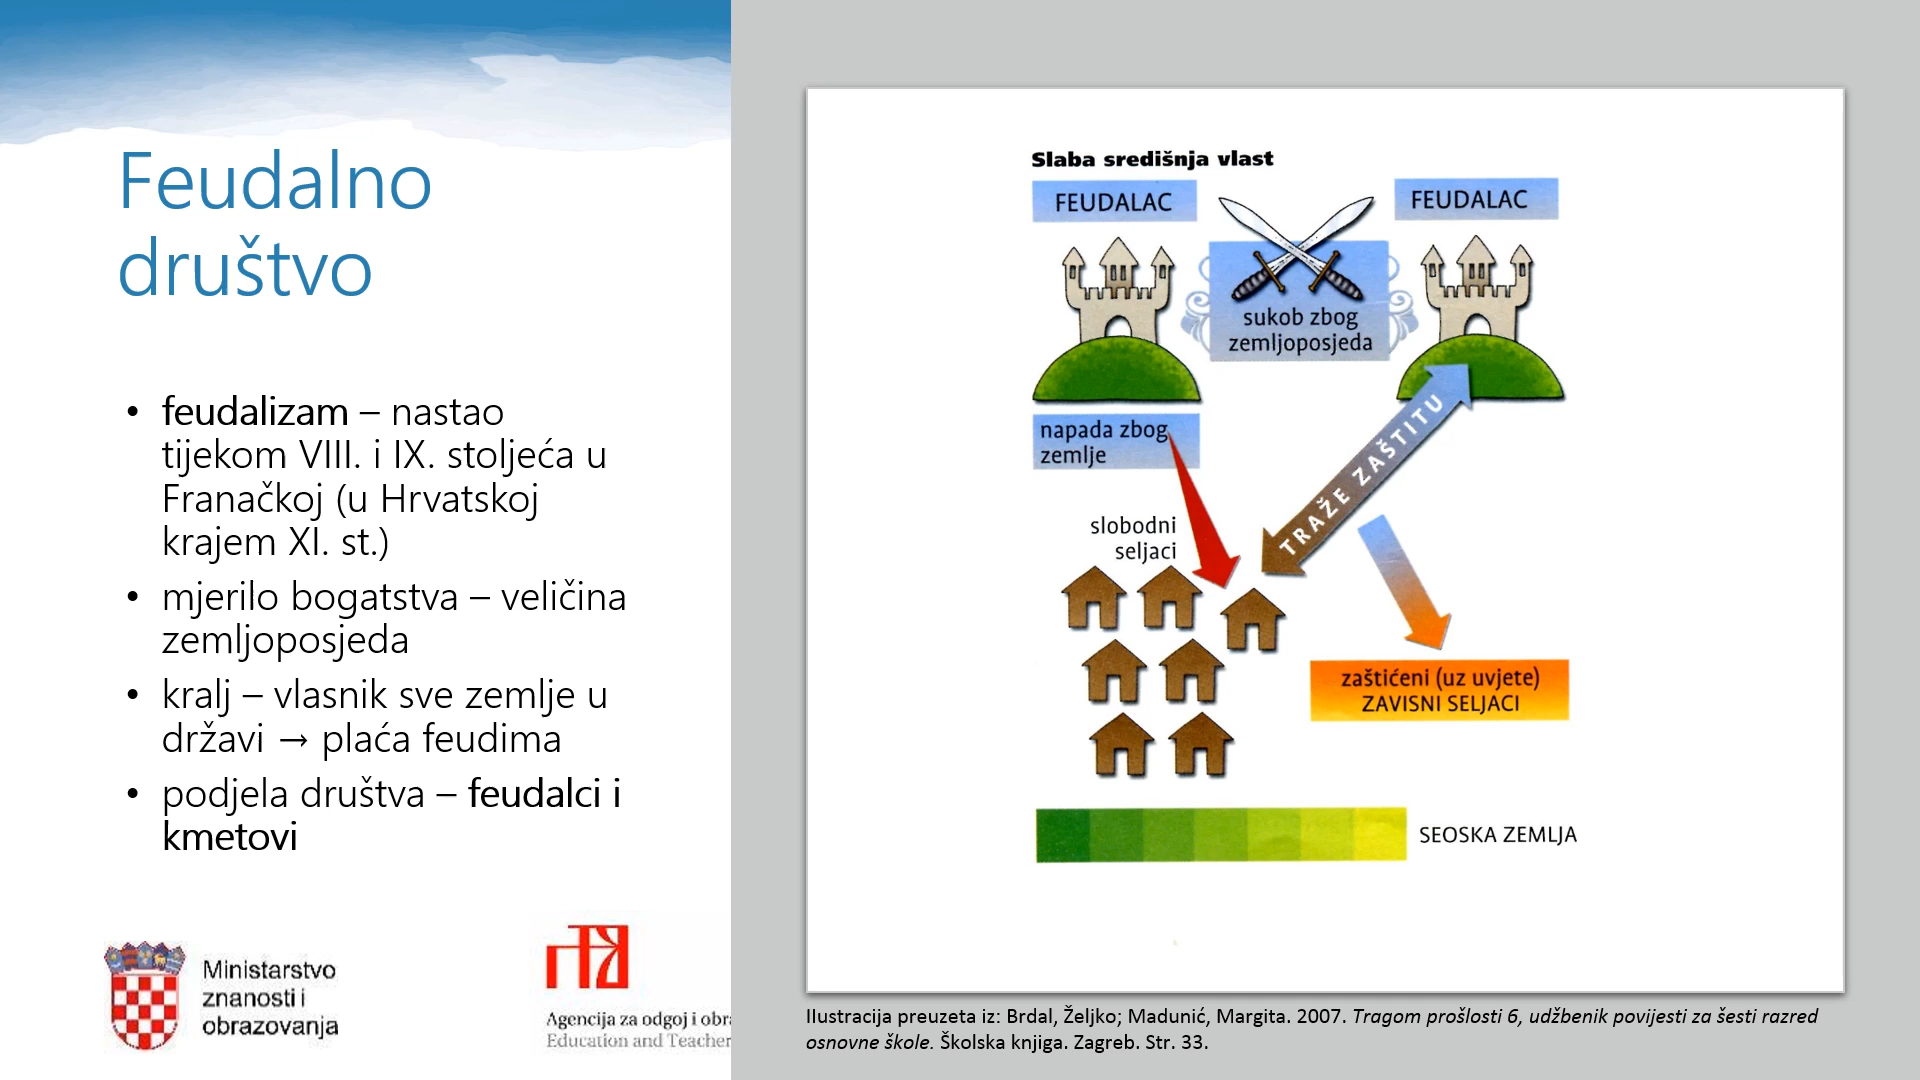 Feudalno
društvo
• feudalizam – nastao
tijekom VIII. i IX. stoljeća u
Franačkoj (u Hrvatskoj
krajem XI. st.)
• mjerilo bogatstva – veličina
zemljoposjeda
• kralj – vlasnik sve zemlje u
državi → plaća feudima
• podjela društva – feudalci i
kmetovi
Ministarstvo
znanosti i
obrazovanja
Agencija za odgoj i obra
Education and Teacher
Slaba središnja vlast
FEUDALAC
FEUDALAC
sukob zbog
zemljoposjeda
napada zbog
zemlje
TRAŽE ZAŠTITU
slobodni
seljaci
zaštićeni (uz uvjete)
ZAVISNI SELJACI
SEOSKA ZEMLJA
Ilustracija preuzeta iz: Brdal, Željko; Madunić, Margita. 2007. Tragom prošlosti 6, udžbenik povijesti za šesti razred
osnovne škole. Školska knjiga. Zagreb. Str. 33.